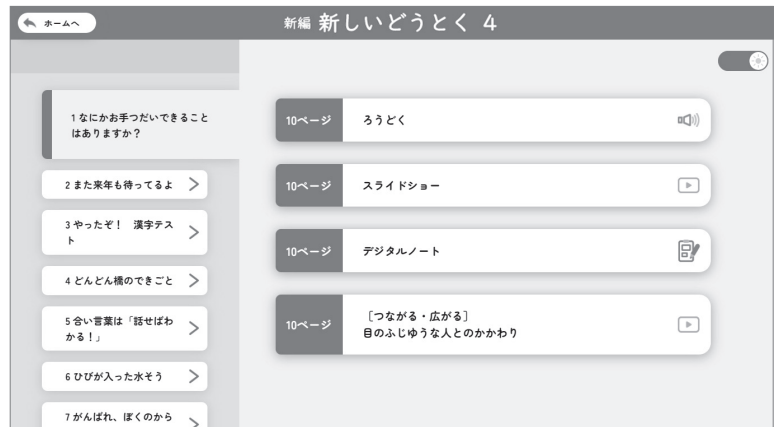 ホームへ
新編 新しいどうとく 4
1 なにかお手つだいできること
はありますか？
2 また来年も待ってるよ
3 やったぞ！　漢字テス
ト
4 どんどん橋のできごと
5 合い言葉は「話せばわ
かる！」
6 ひびが入った水そう
7 がんばれ、ぼくのから
10ページ ろうどく
10ページ スライドショー
10ページ デジタルノート
10ページ ［つながる・広がる］
目のふじゆうな人とのかかわり